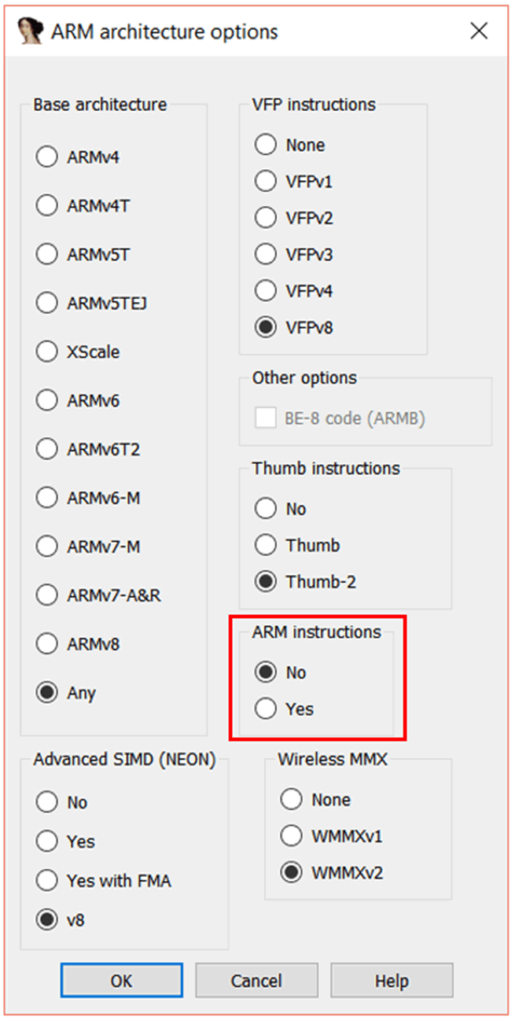 ARM architecture options
Base architecture
ARMv4
ARMv4T
ARMv5T
ARMv5TEJ
XScale
ARMv6
ARMv6T2
ARMv6-M
ARMv7-M
ARMv7-A&R
ARMv8
Any
VFP instructions
None
VFPv1
VFPv2
VFPv3
VFPv4
VFPv8
Other options
BE-8 code (ARMB)
Thumb instructions
No
Thumb
Thumb-2
ARM instructions
No
Yes
Advanced SIMD (NEON)
No
Yes
Yes with FMA
v8
Wireless MMX
None
WMMXv1
WMMXv2
OK
Cancel
Help